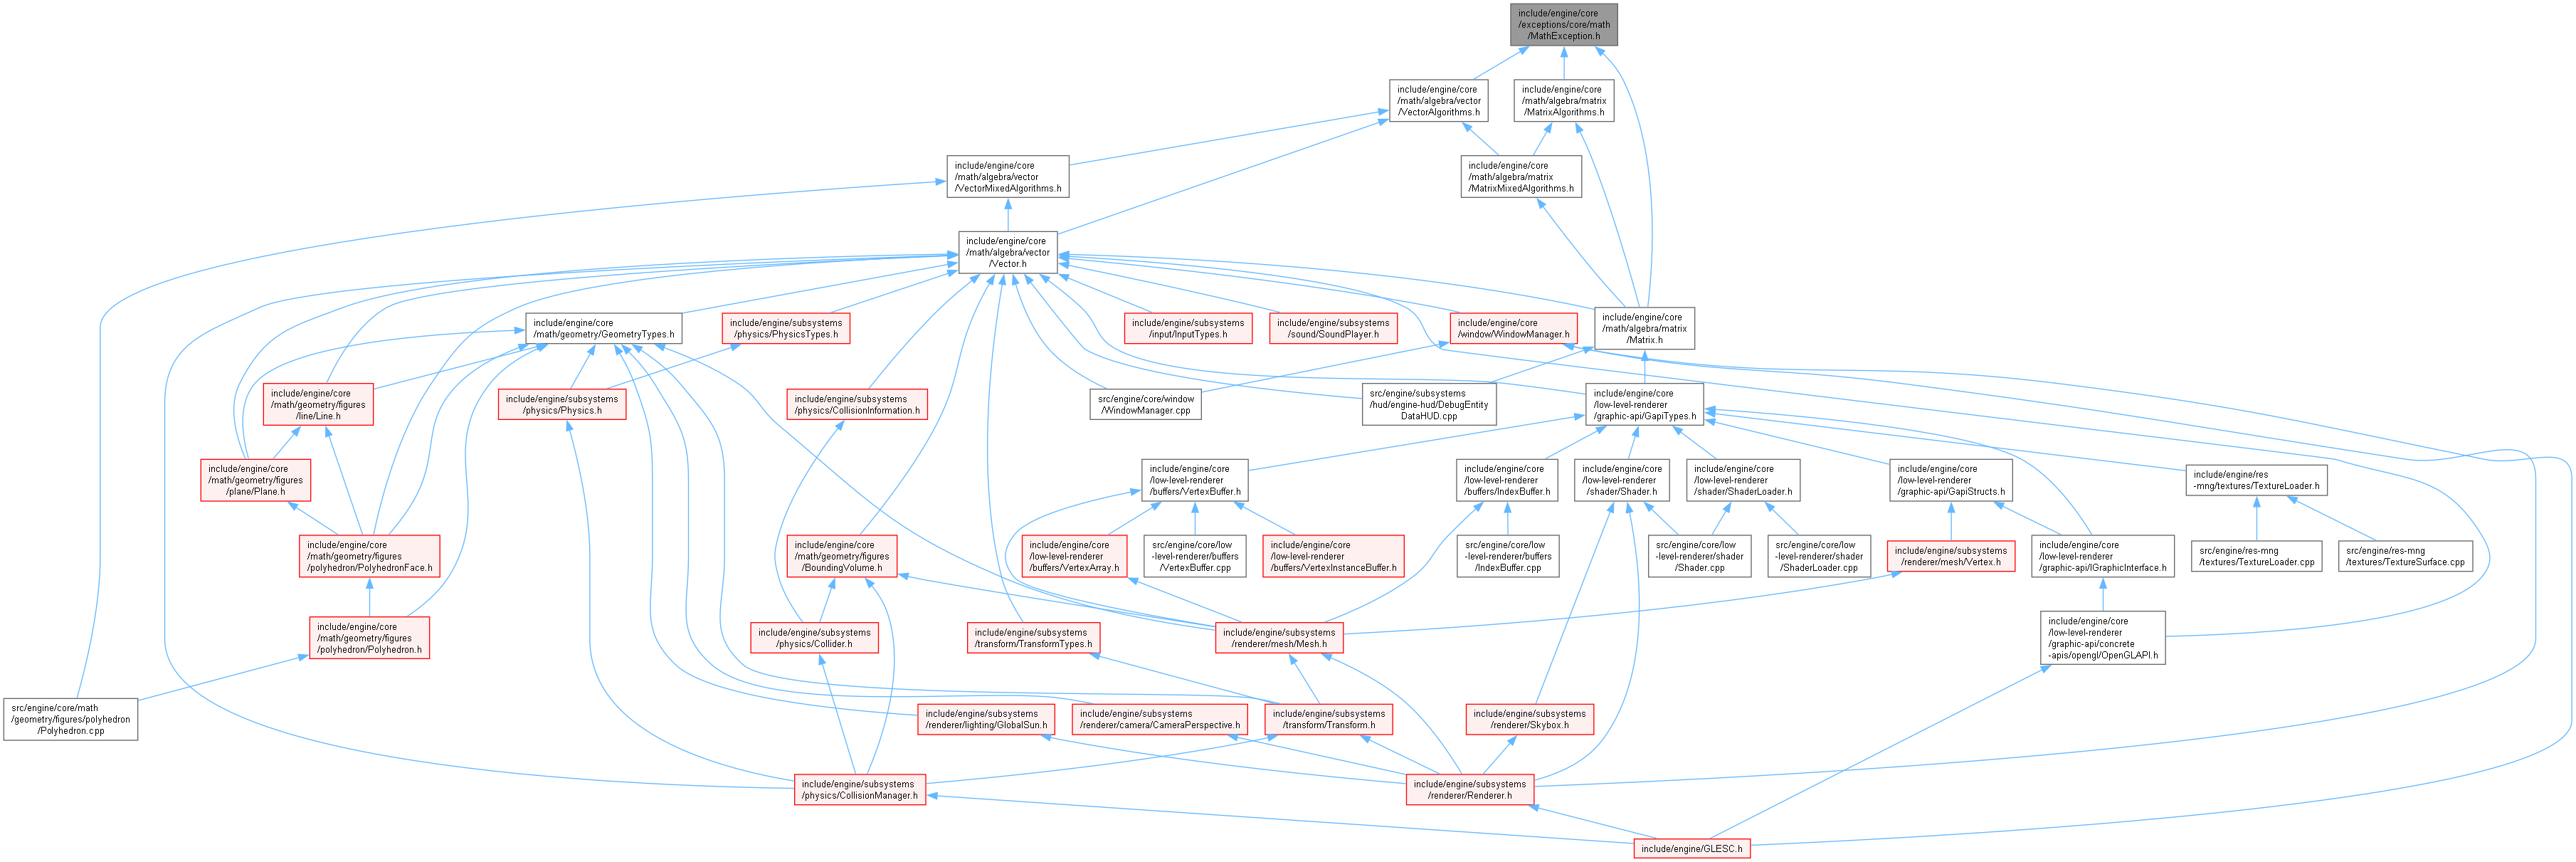 include/engine/core
/exceptions/core/math
/MathException.h
include/engine/core
/math/algebra/vector
/VectorAlgorithms.h
include/engine/core
/math/algebra/matrix
/MatrixAlgorithms.h
include/engine/core
/math/algebra/vector
/VectorMixedAlgorithms.h
include/engine/core
/math/algebra/matrix
/MatrixMixedAlgorithms.h
include/engine/core
/math/algebra/vector
/Vector.h
include/engine/core
/math/geometry/GeometryTypes.h
include/engine/subsystems
/physics/PhysicsTypes.h
include/engine/subsystems
/input/InputTypes.h
include/engine/subsystems
/sound/SoundPlayer.h
include/engine/core
/window/WindowManager.h
include/engine/core
/math/algebra/matrix
/Matrix.h
include/engine/core
/math/geometry/figures
/line/Line.h
include/engine/subsystems
/physics/Physics.h
include/engine/subsystems
/physics/CollisionInformation.h
src/engine/core/window
/WindowManager.cpp
src/engine/subsystems
/hud/engine-hud/DebugEntity
DataHUD.cpp
include/engine/core
/low-level-renderer
/graphic-api/GapiTypes.h
include/engine/core
/math/geometry/figures
/plane/Plane.h
include/engine/core
/low-level-renderer
/buffers/VertexBuffer.h
include/engine/core
/low-level-renderer
/buffers/IndexBuffer.h
include/engine/core
/low-level-renderer
/shader/Shader.h
include/engine/core
/low-level-renderer
/shader/ShaderLoader.h
include/engine/core
/low-level-renderer
/graphic-api/GapiStructs.h
include/engine/res
-mng/textures/TextureLoader.h
include/engine/core
/math/geometry/figures
/polyhedron/PolyhedronFace.h
include/engine/core
/math/geometry/figures
/BoundingVolume.h
include/engine/core
/low-level-renderer
/buffers/VertexArray.h
src/engine/core/low
-level-renderer/buffers
/VertexBuffer.cpp
include/engine/core
/low-level-renderer
/buffers/VertexInstanceBuffer.h
src/engine/core/low
-level-renderer/buffers
/IndexBuffer.cpp
src/engine/core/low
-level-renderer/shader
/Shader.cpp
src/engine/core/low
-level-renderer/shader
/ShaderLoader.cpp
include/engine/subsystems
/renderer/mesh/Vertex.h
include/engine/core
/low-level-renderer
/graphic-api/IGraphicInterface.h
src/engine/res-mng
/textures/TextureLoader.cpp
src/engine/res-mng
/textures/TextureSurface.cpp
include/engine/core
/math/geometry/figures
/polyhedron/Polyhedron.h
include/engine/subsystems
/physics/Collider.h
include/engine/subsystems
/transform/TransformTypes.h
include/engine/subsystems
/renderer/mesh/Mesh.h
include/engine/core
/low-level-renderer
/graphic-api/concrete
-apis/opengl/OpenGLAPI.h
src/engine/core/math
/geometry/figures/polyhedron
/Polyhedron.cpp
include/engine/subsystems
/renderer/lighting/GlobalSun.h
include/engine/subsystems
/renderer/camera/CameraPerspective.h
include/engine/subsystems
/transform/Transform.h
include/engine/subsystems
/renderer/Skybox.h
include/engine/subsystems
/physics/CollisionManager.h
include/engine/subsystems
/renderer/Renderer.h
include/engine/GLESC.h